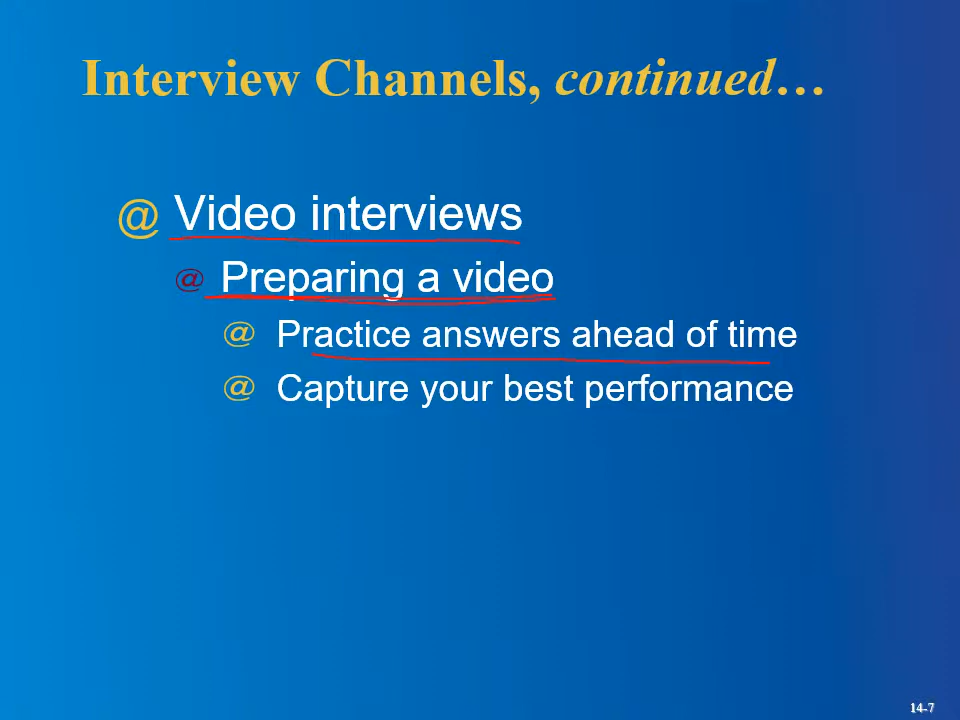 Interview Channels, continued…
@ Video interviews
@ Preparing a video
@ Practice answers ahead of time
@ Capture your best performance
14-7